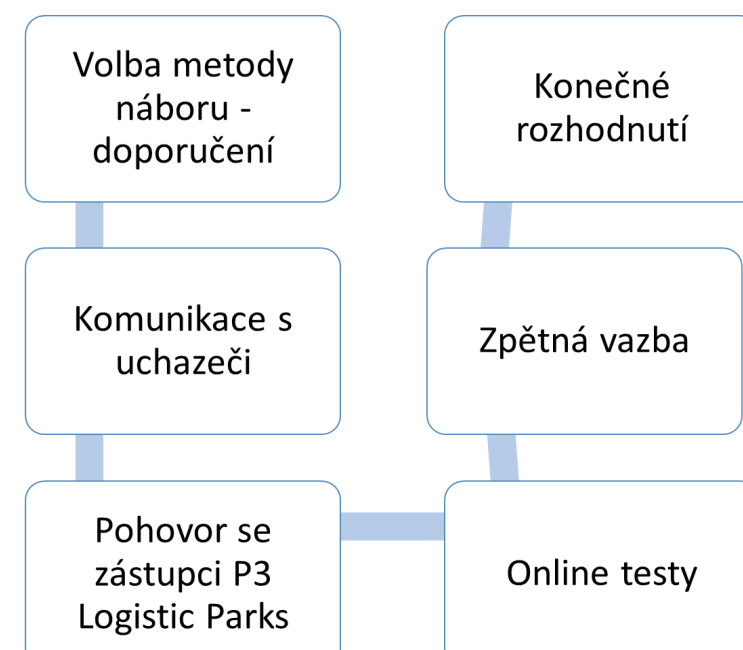 Volba metody
náboru -
doporučení
Komunikace s
uchazeči
Pohovor se
zástupci P3
Logistic Parks
Online testy
Zpětná vazba
Konečné
rozhodnutí